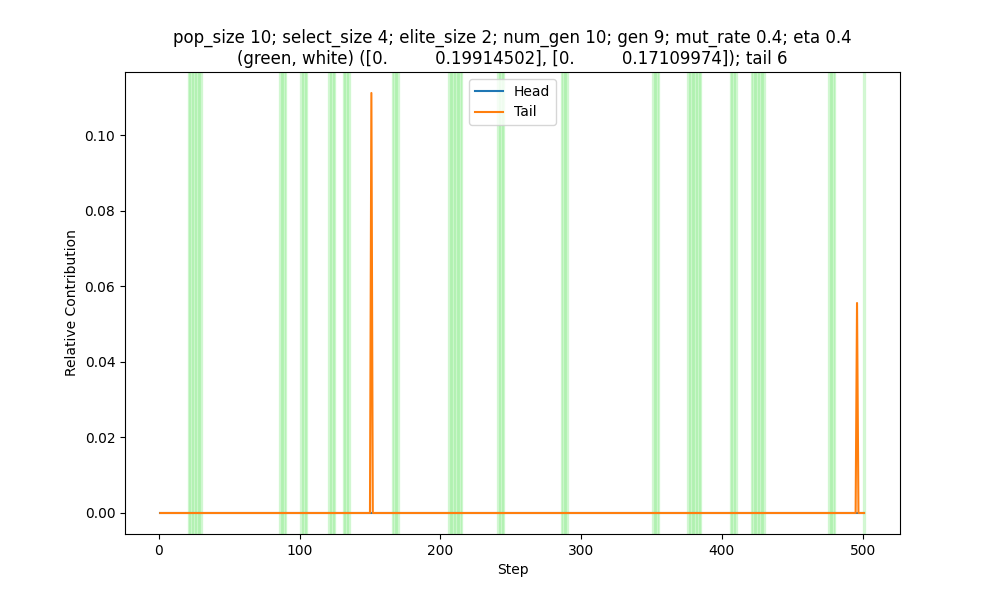 pop_size 10; select_size 4; elite_size 2; num_gen 10; gen 9; mut_rate 0.4; eta 0.4
(green, white) ([0.          0.19914502], [0.          0.17109974]); tail 6
Head
Tail
0.10
0.08
0.06
0.04
0.02
0.00
Relative Contribution
0 100 200 300 400 500
Step